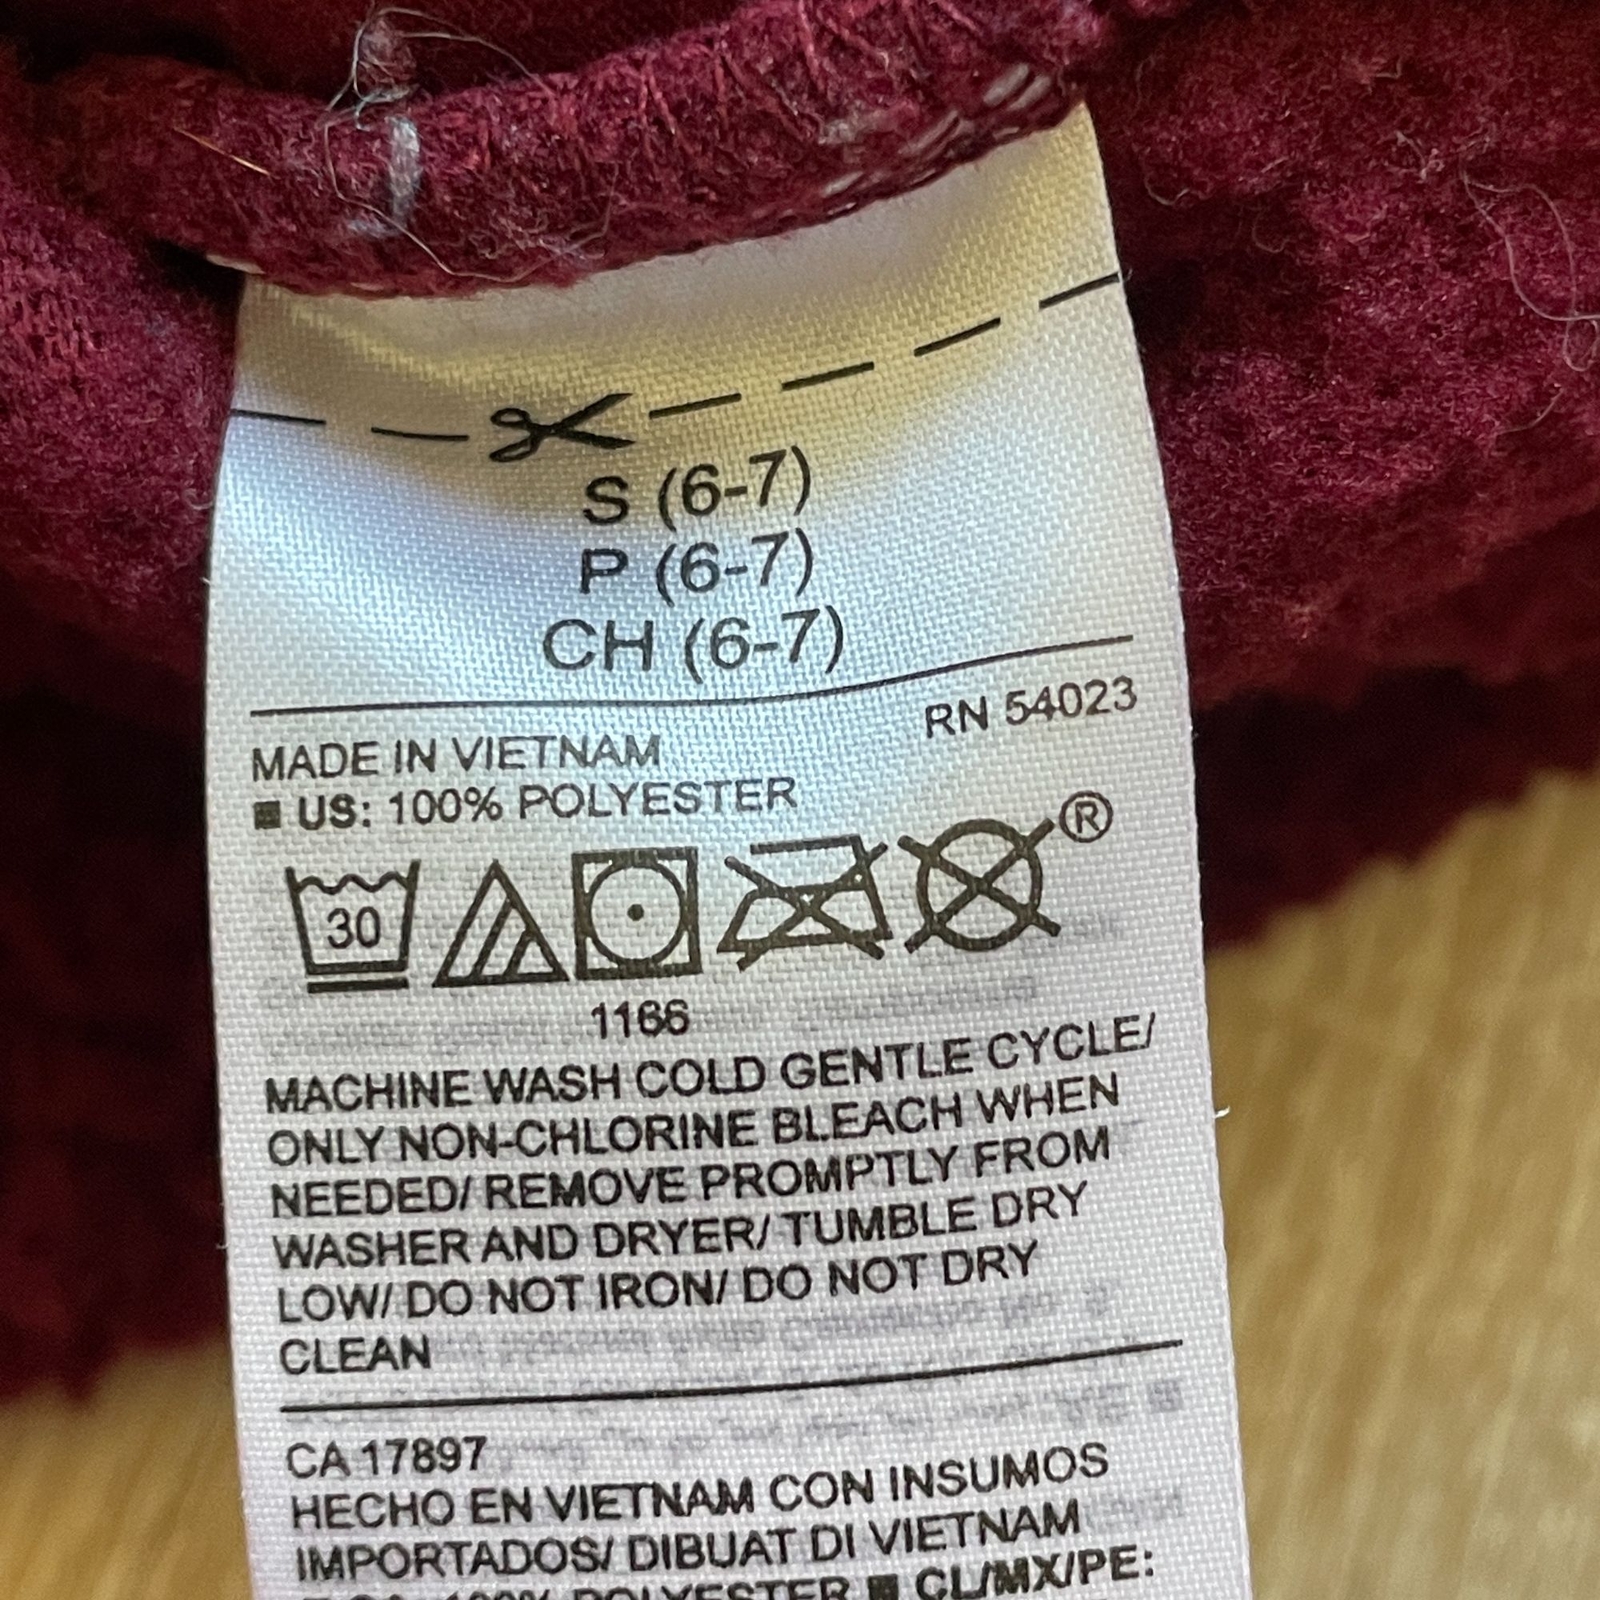 S (6-7)
P (6-7)
CH (6-7)
RN 54023
MADE IN VIETNAM
■ US: 100% POLYESTER
30
®
1166
MACHINE WASH COLD GENTLE CYCLE/
ONLY NON-CHLORINE BLEACH WHEN
NEEDED/ REMOVE PROMPTLY FROM
WASHER AND DRYER/ TUMBLE DRY
LOW/ DO NOT IRON/ DO NOT DRY
CLEAN
CA 17897
HECHO EN VIETNAM CON INSUMOS
IMPORTADOS/ DIBUAT DI VIETNAM
100% POLYESTER ■ CL/MX/PE: